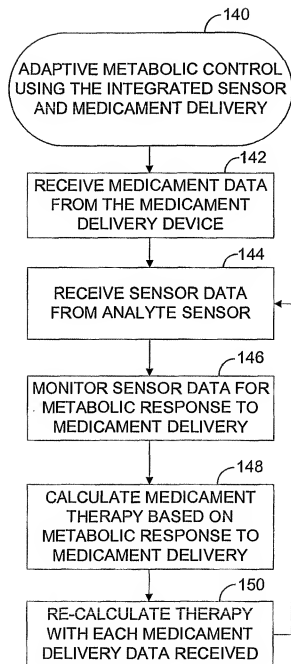 140
ADAPTIVE METABOLIC CONTROL
USING THE INTEGRATED SENSOR
AND MEDICAMENT DELIVERY
142
RECEIVE MEDICAMENT DATA
FROM THE MEDICAMENT
DELIVERY DEVICE
144
RECEIVE SENSOR DATA
FROM ANALYTE SENSOR
146
MONITOR SENSOR DATA FOR
METABOLIC RESPONSE TO
MEDICAMENT DELIVERY
148
CALCULATE MEDICAMENT
THERAPY BASED ON
METABOLIC RESPONSE TO
MEDICAMENT DELIVERY
150
RE-CALCULATE THERAPY
WITH EACH MEDICAMENT
DELIVERY DATA RECEIVED